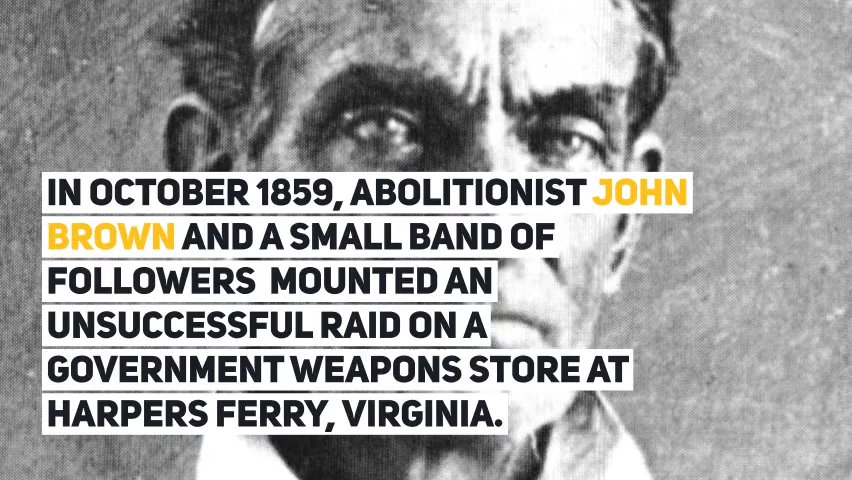 IN OCTOBER 1859, ABOLITIONIST JOHN
BROWN AND A SMALL BAND OF
FOLLOWERS  MOUNTED AN
UNSUCCESSFUL RAID ON A
GOVERNMENT WEAPONS STORE AT
HARPERS FERRY, VIRGINIA.